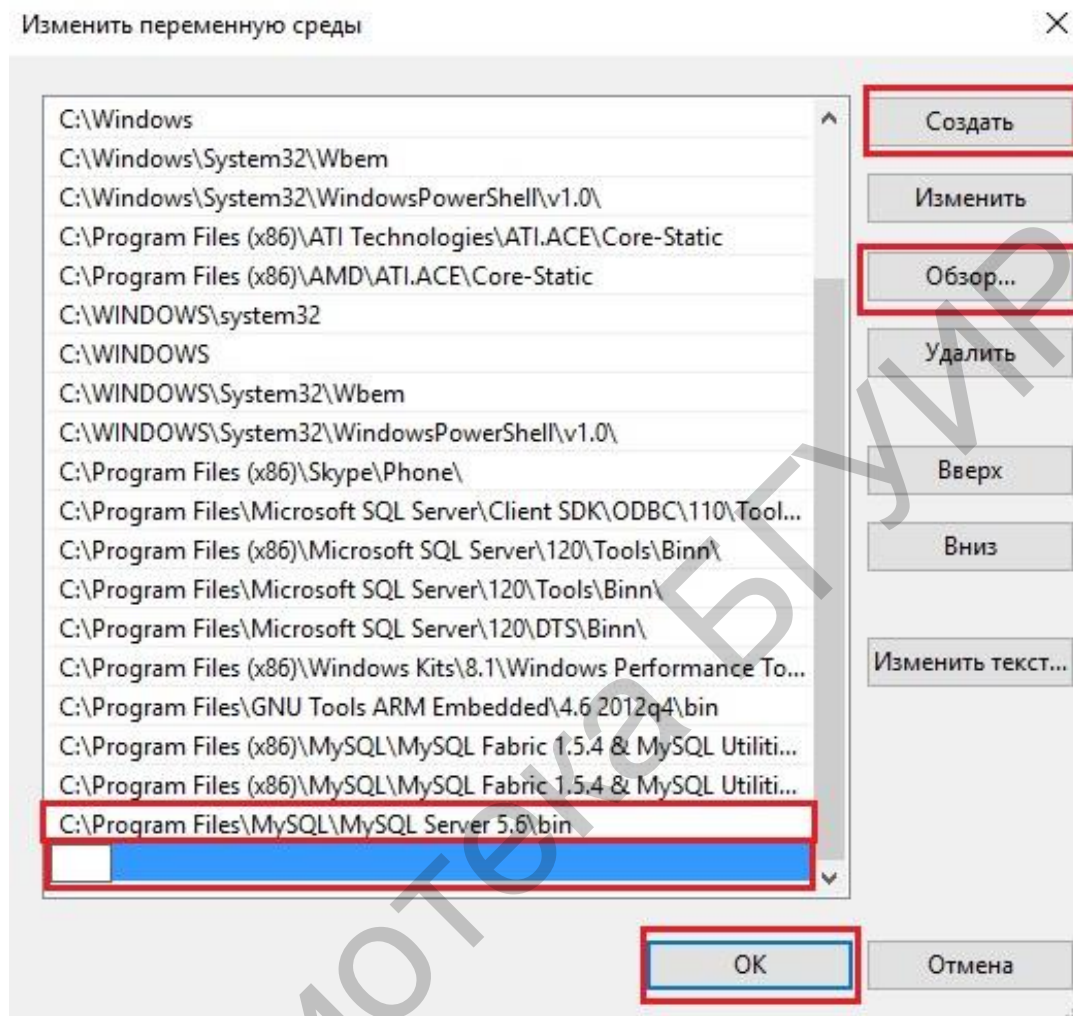 Изменить переменную среды
C:\Windows
C:\Windows\System32\Wbem
C:\Windows\System32\WindowsPowerShell\v1.0\
C:\Program Files (x86)\ATI Technologies\ATI.ACE\Core-Static
C:\Program Files (x86)\AMD\ATI.ACE\Core-Static
C:\WINDOWS\system32
C:\WINDOWS
C:\WINDOWS\System32\Wbem
C:\WINDOWS\System32\WindowsPowerShell\v1.0\
C:\Program Files (x86)\Skype\Phone\
C:\Program Files\Microsoft SQL Server\Client SDK\ODBC\110\Tool...
C:\Program Files (x86)\Microsoft SQL Server\120\Tools\Binn\
C:\Program Files\Microsoft SQL Server\120\Tools\Binn\
C:\Program Files\Microsoft SQL Server\120\DTS\Binn\
C:\Program Files (x86)\Windows Kits\8.1\Windows Performance To...
C:\Program Files\GNU Tools ARM Embedded\4.6 2012q4\bin
C:\Program Files (x86)\MySQL\MySQL Fabric 1.5.4 & MySQL Utiliti...
C:\Program Files (x86)\MySQL\MySQL Fabric 1.5.4 & MySQL Utiliti...
C:\Program Files\MySQL\MySQL Server 5.6\bin
Создать
Изменить
Обзор...
Удалить
Вверх
Вниз
Изменить текст...
OK
Отмена
отека БГУИР